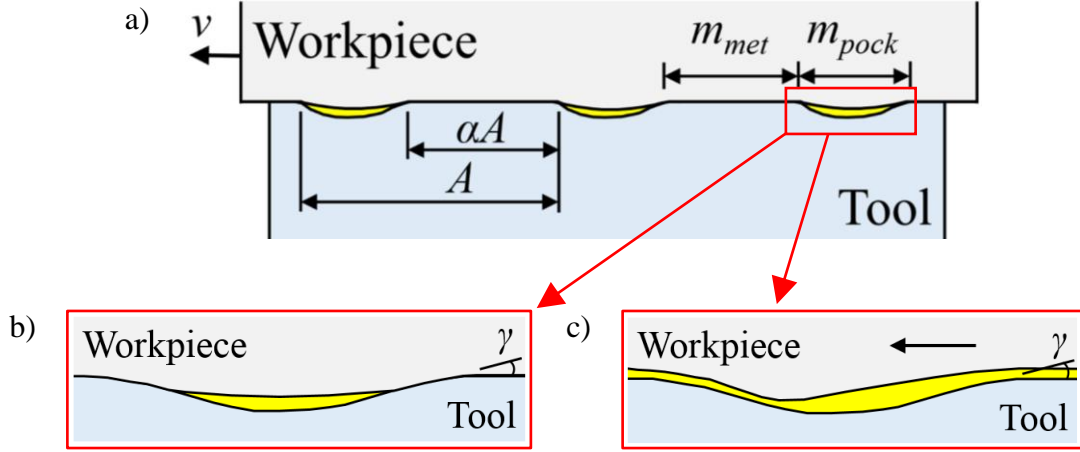 a)
v
Workpiece
m_met
m_pock
αA
A
Tool
b)
Workpiece
γ
Tool
c)
Workpiece
γ
Tool